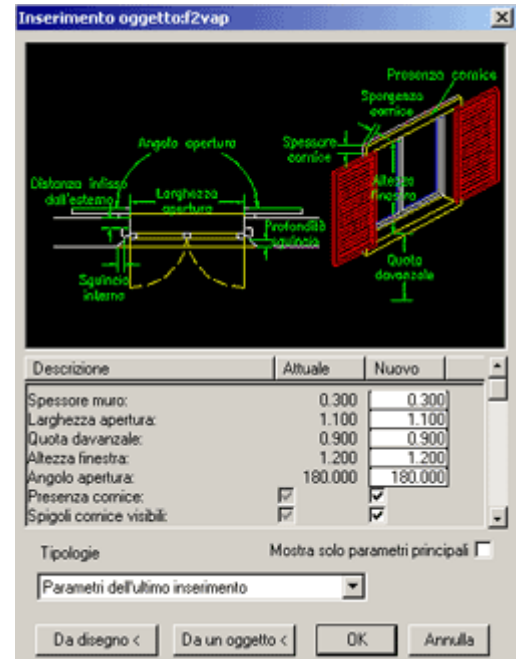 Inserimento oggetto:f2vap
Presenza cornice
Sporgenza
cornice
Angolo apertura
Spessore
cornice
Distanza infisso
dall'esterno
Larghezza
apertura
Altezza
finestra
Profondità
sguincio
Quota
davanzale
Sguincio
interno
Descrizione Attuale Nuovo
Spessore muro: 0.300 0.300
Larghezza apertura: 1.100 1.100
Quota davanzale: 0.900 0.900
Altezza finestra: 1.200 1.200
Angolo apertura: 180.000 180.000
Presenza cornice:
Spigoli cornice visibili:
Tipologie Mostra solo parametri principali
Parametri dell'ultimo inserimento
Da disegno < Da un oggetto < OK Annulla